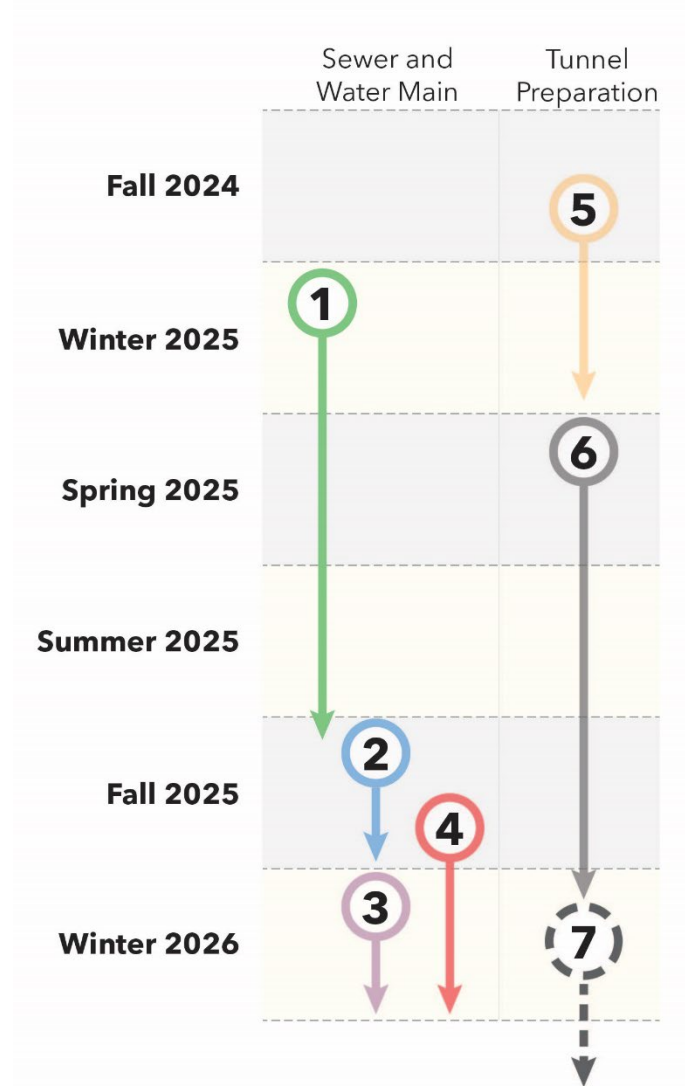 Sewer and
Water Main
Tunnel
Preparation
Fall 2024
5
1
Winter 2025
6
Spring 2025
Summer 2025
2
Fall 2025
4
3
Winter 2026
7